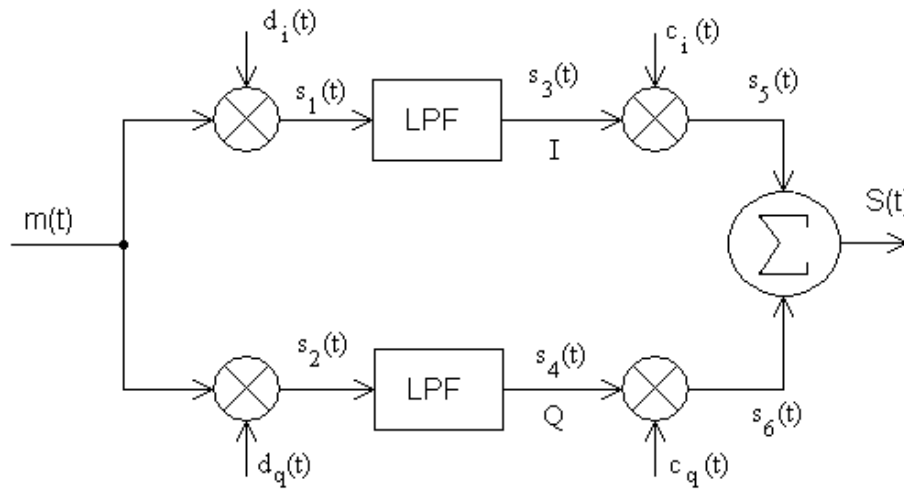 d_i(t)
c_i(t)
s_1(t)
s_3(t)
s_5(t)
LPF
I
m(t)
S(t)
Σ
s_2(t)
s_4(t)
LPF
Q
s_6(t)
d_q(t)
c_q(t)